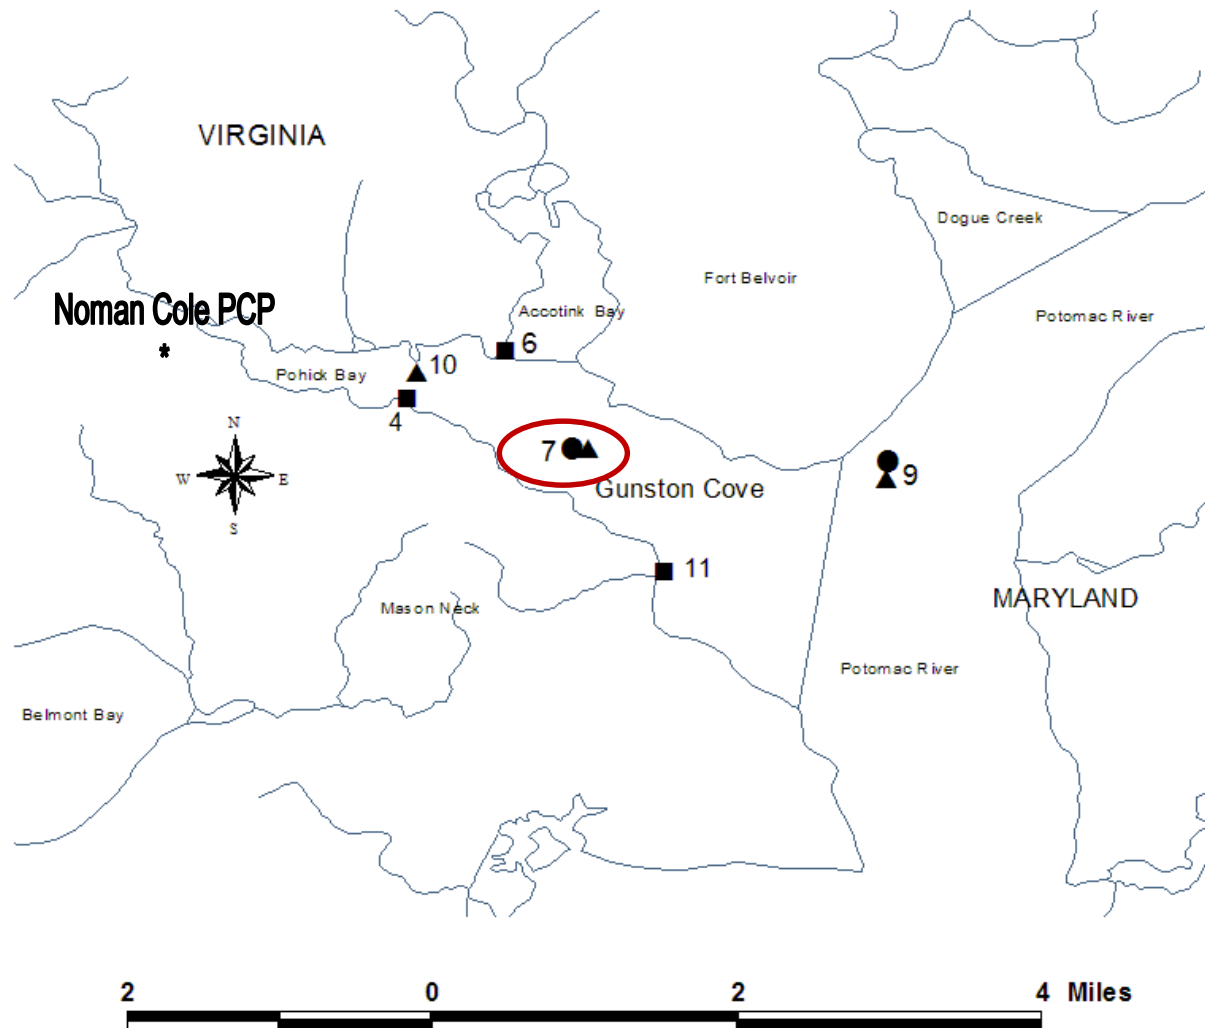 VIRGINIA
Dogue Creek
Fort Belvoir
Noman Cole PCP
*
Accotink Bay
Potomac River
6
10
Pohick Bay
4
N
W E
S
7
9
Gunston Cove
11
MARYLAND
Mason Neck
Potomac River
Belmont Bay
2 0 2 4 Miles